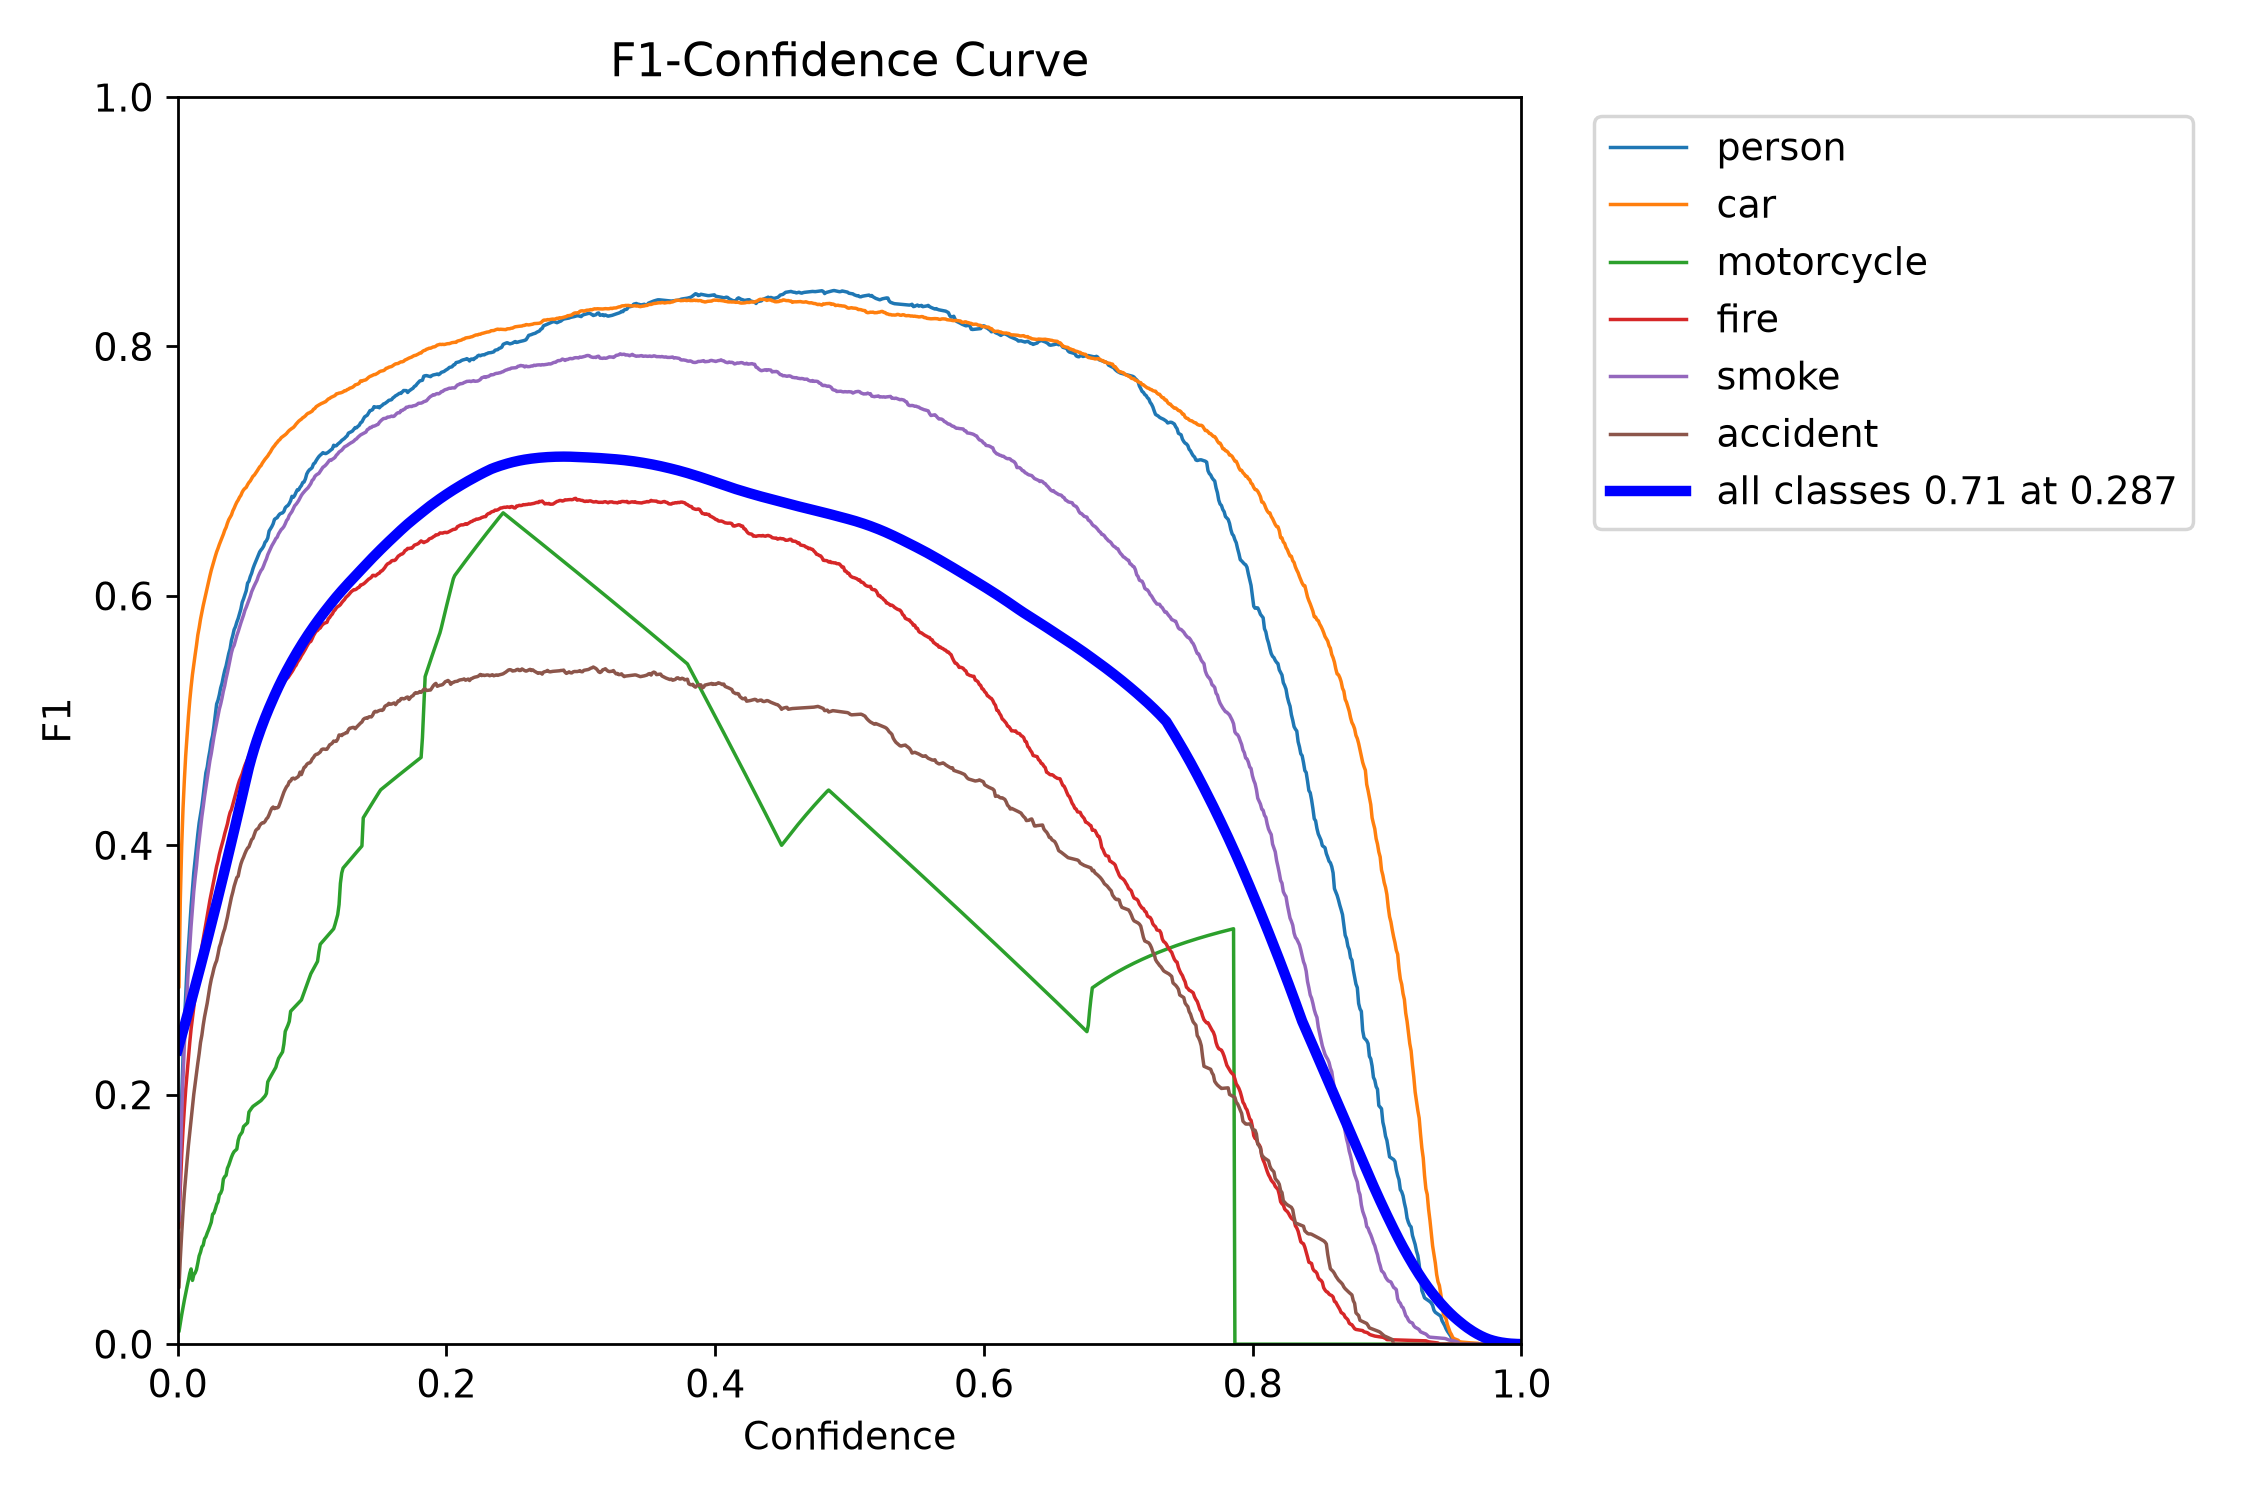 F1-Confidence Curve
1.0
0.8
0.6
0.4
0.2
0.0
F1
0.0 0.2 0.4 0.6 0.8 1.0
Confidence
person
car
motorcycle
fire
smoke
accident
all classes 0.71 at 0.287